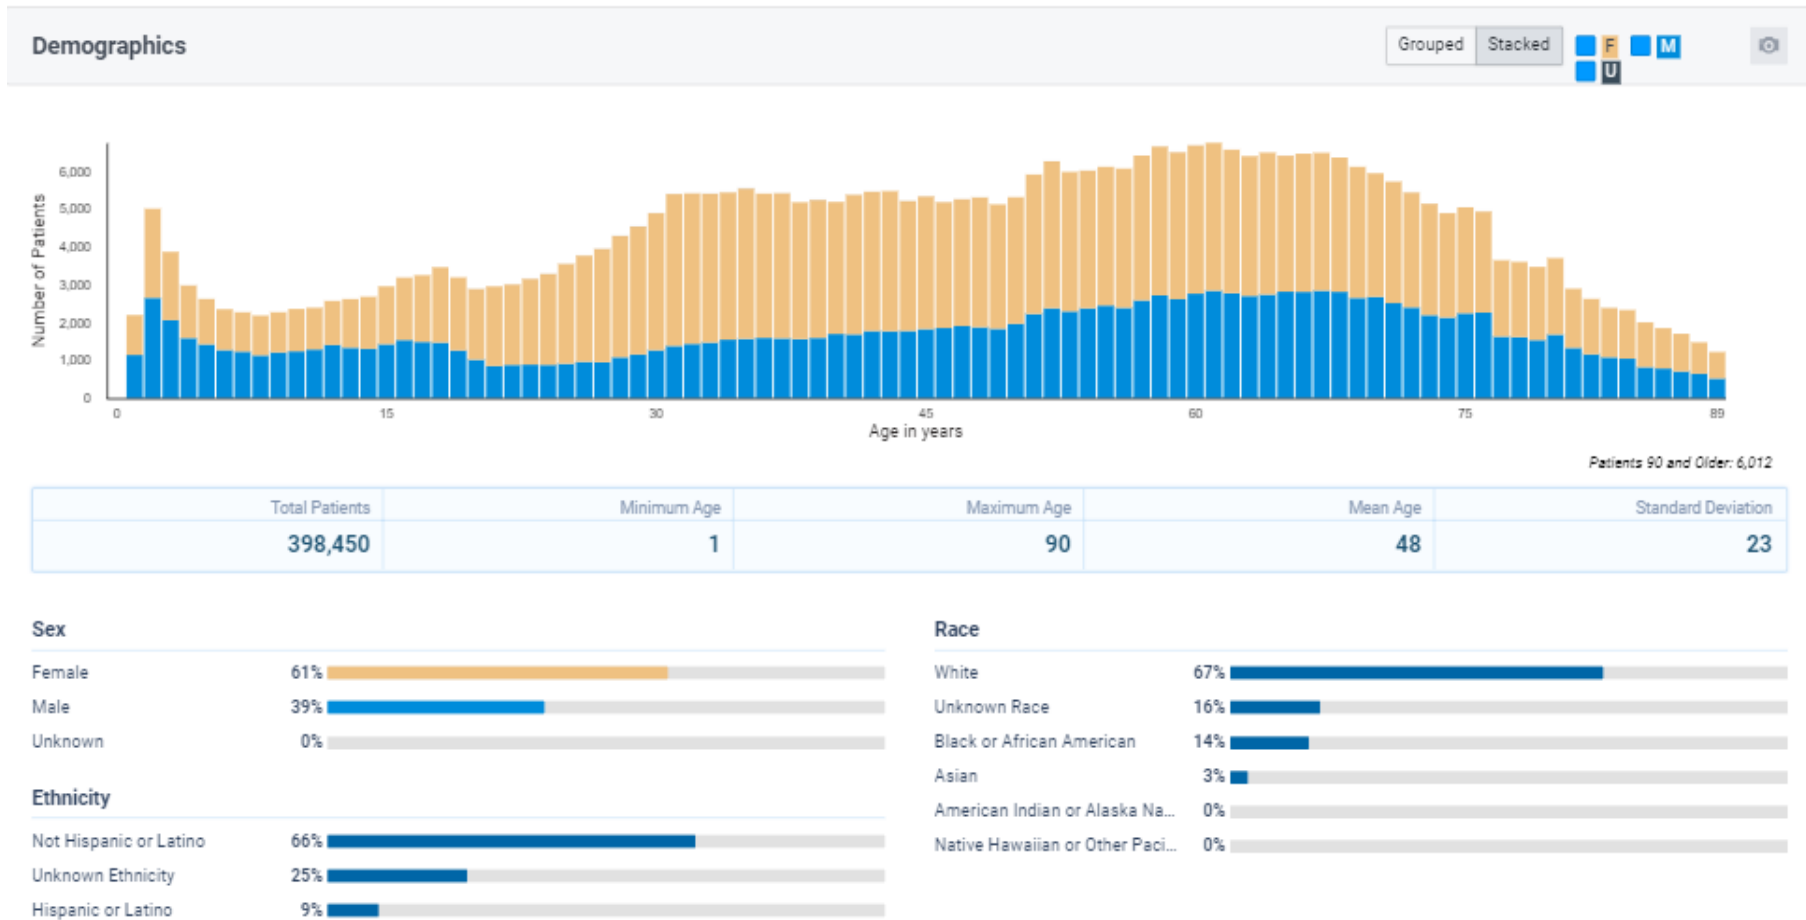 Demographics
Grouped Stacked F M
U
Number of Patients
6,000
5,000
4,000
3,000
2,000
1,000
0
0 15 30 45 60 75 89
Age in years
Patients 90 and Older: 6,012
Total Patients Minimum Age Maximum Age Mean Age Standard Deviation
398,450 1 90 48 23
Sex
Female 61%
Male 39%
Unknown 0%
Ethnicity
Not Hispanic or Latino 66%
Unknown Ethnicity 25%
Hispanic or Latino 9%
Race
White 67%
Unknown Race 16%
Black or African American 14%
Asian 3%
American Indian or Alaska Na... 0%
Native Hawaiian or Other Paci... 0%